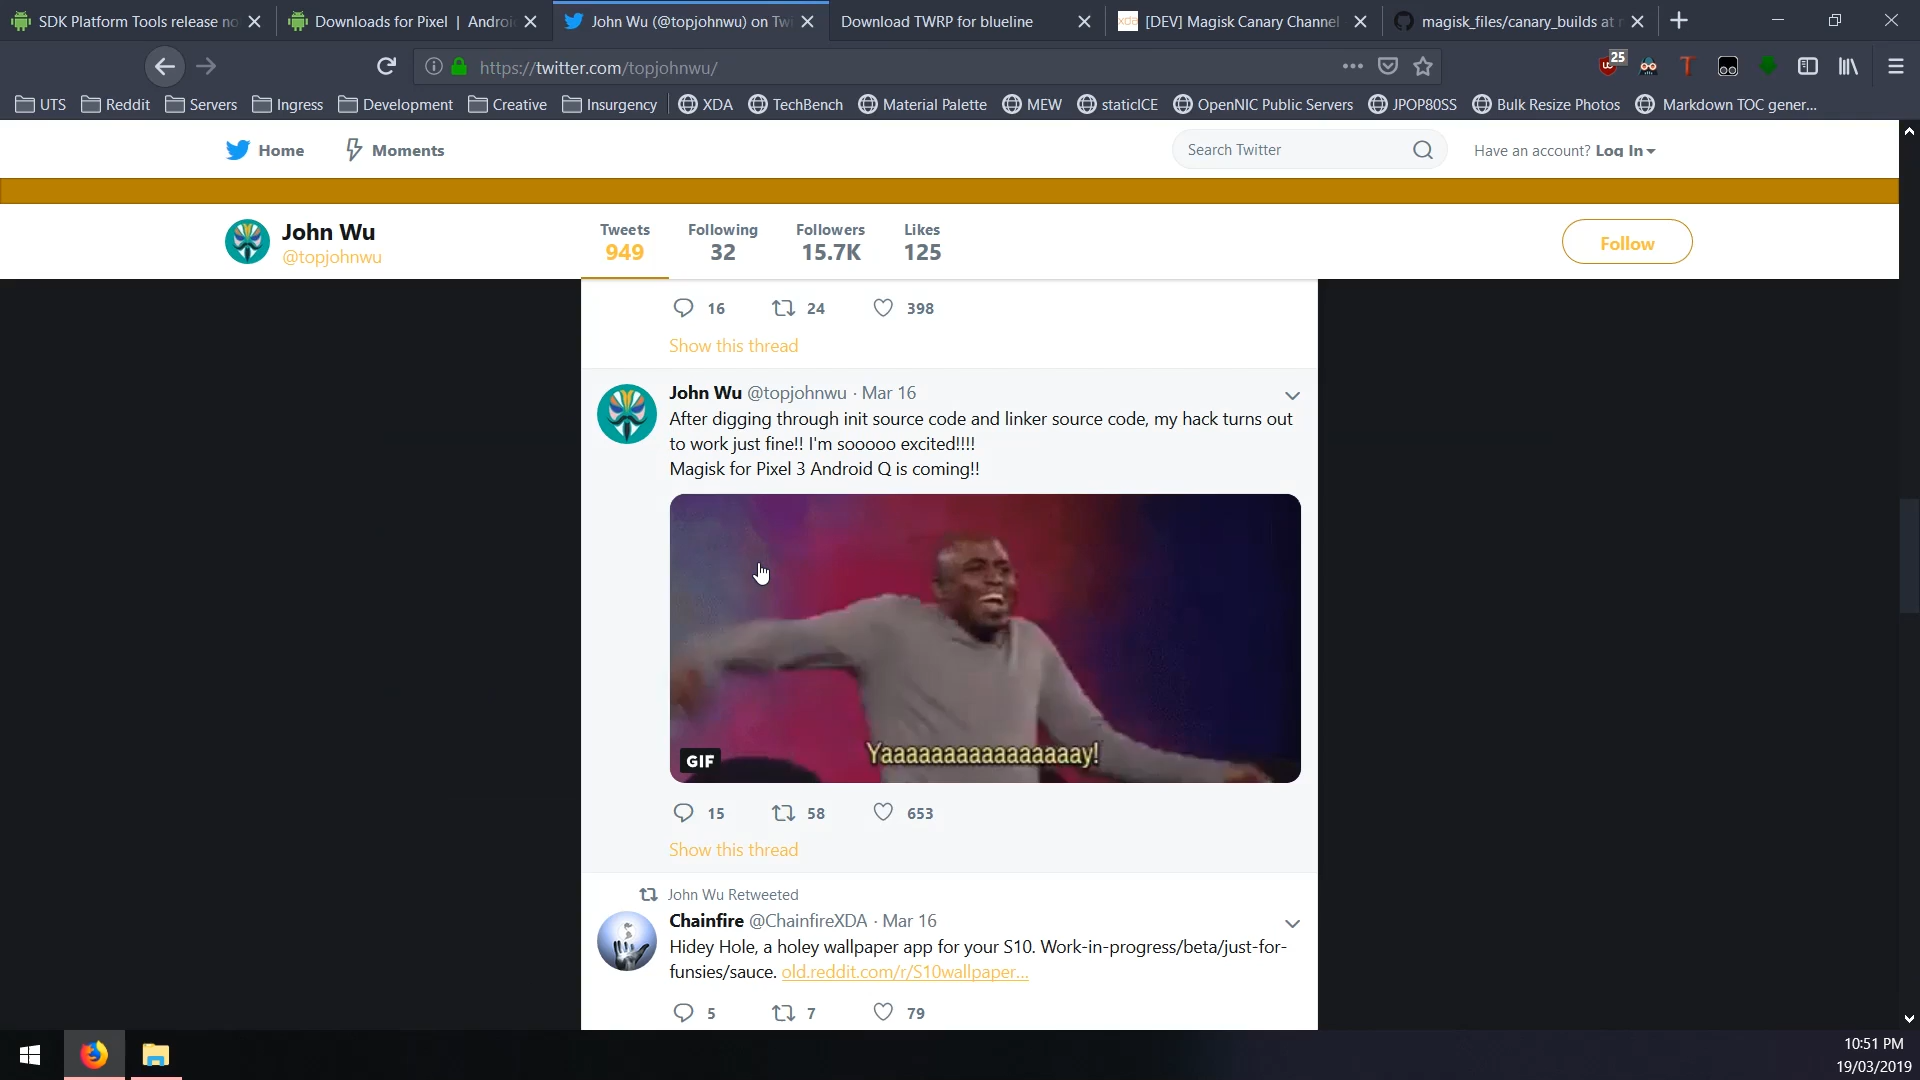 SDK Platform Tools release no
Downloads for Pixel | Androi
John Wu (@topjohnwu) on Twi
Download TWRP for blueline
[DEV] Magisk Canary Channel
magisk_files/canary_builds at
https://twitter.com/topjohnwu/
25
UTS
Reddit
Servers
Ingress
Development
Creative
Insurgency
XDA
TechBench
Material Palette
MEW
staticICE
OpenNIC Public Servers
JPOP80SS
Bulk Resize Photos
Markdown TOC gener...
Home
Moments
Search Twitter
Have an account? Log In
John Wu
@topjohnwu
Tweets
949
Following
32
Followers
15.7K
Likes
125
Follow
16 24 398
Show this thread
John Wu @topjohnwu · Mar 16
After digging through init source code and linker source code, my hack turns out
to work just fine!! I'm sooooo excited!!!!
Magisk for Pixel 3 Android Q is coming!!
Yaaaaaaaaaaaaaaaay!
GIF
15 58 653
Show this thread
John Wu Retweeted
Chainfire @ChainfireXDA · Mar 16
Hidey Hole, a holey wallpaper app for your S10. Work-in-progress/beta/just-for-
funsies/sauce. old.reddit.com/r/S10wallpaper...
5 7 79
10:51 PM
19/03/2019